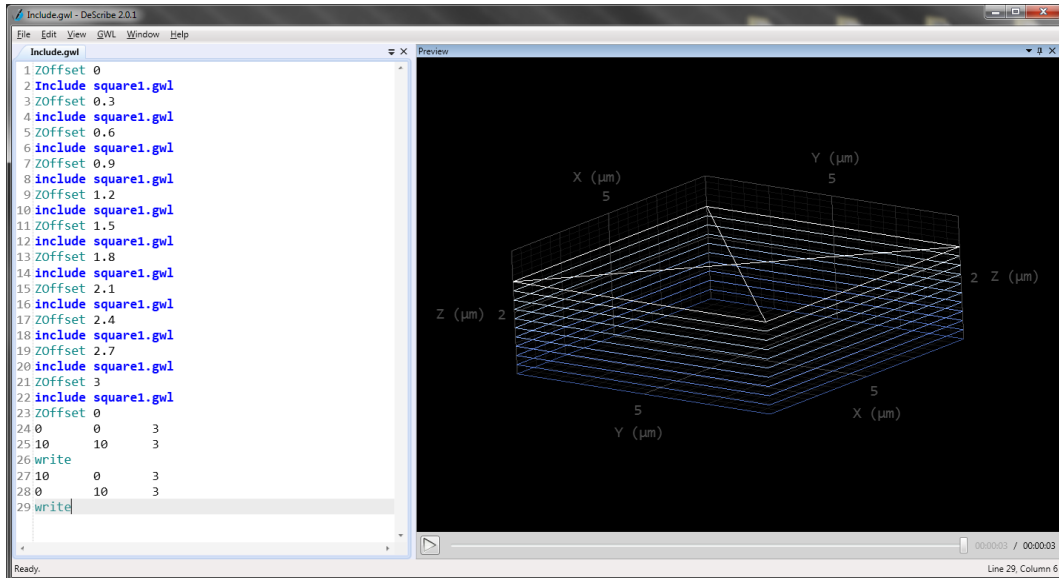 Include.gwl - DeScribe 2.0.1
File Edit View GWL Window Help
Include.gwl
1 ZOffset 0
2 Include square1.gwl
3 ZOffset 0.3
4 include square1.gwl
5 ZOffset 0.6
6 include square1.gwl
7 ZOffset 0.9
8 include square1.gwl
9 ZOffset 1.2
10 include square1.gwl
11 ZOffset 1.5
12 include square1.gwl
13 ZOffset 1.8
14 include square1.gwl
15 ZOffset 2.1
16 include square1.gwl
17 ZOffset 2.4
18 include square1.gwl
19 ZOffset 2.7
20 include square1.gwl
21 ZOffset 3
22 include square1.gwl
23 ZOffset 0
24 0 0 3
25 10 10 3
26 write
27 10 0 3
28 0 10 3
29 write
Preview
Y (μm)
5
X (μm)
5
2 Z (μm)
Z (μm) 2
5
X (μm)
5
Y (μm)
00:00:03 / 00:00:03
Ready.
Line 29, Column 6